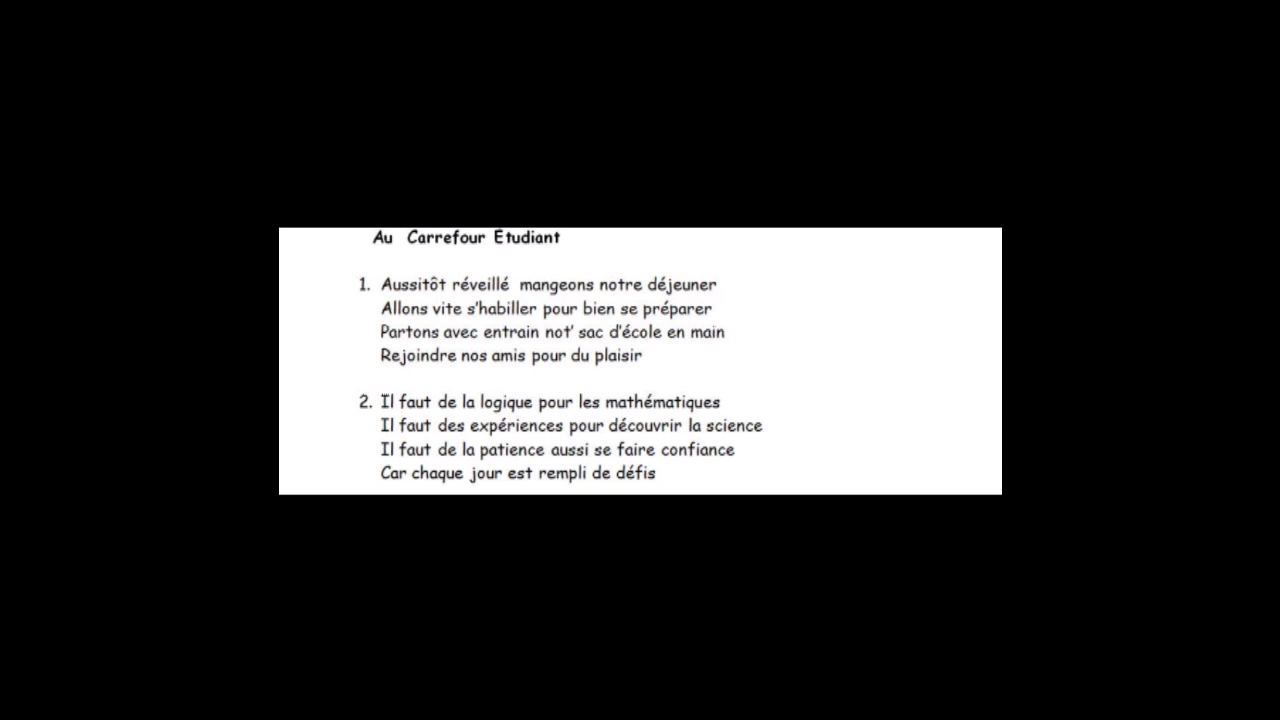 Au Carrefour Étudiant
1. Aussitôt réveillé mangeons notre déjeuner
Allons vite s'habiller pour bien se préparer
Partons avec entrain not' sac d'école en main
Rejoindre nos amis pour du plaisir
2. Il faut de la logique pour les mathématiques
Il faut des expériences pour découvrir la science
Il faut de la patience aussi se faire confiance
Car chaque jour est rempli de défis